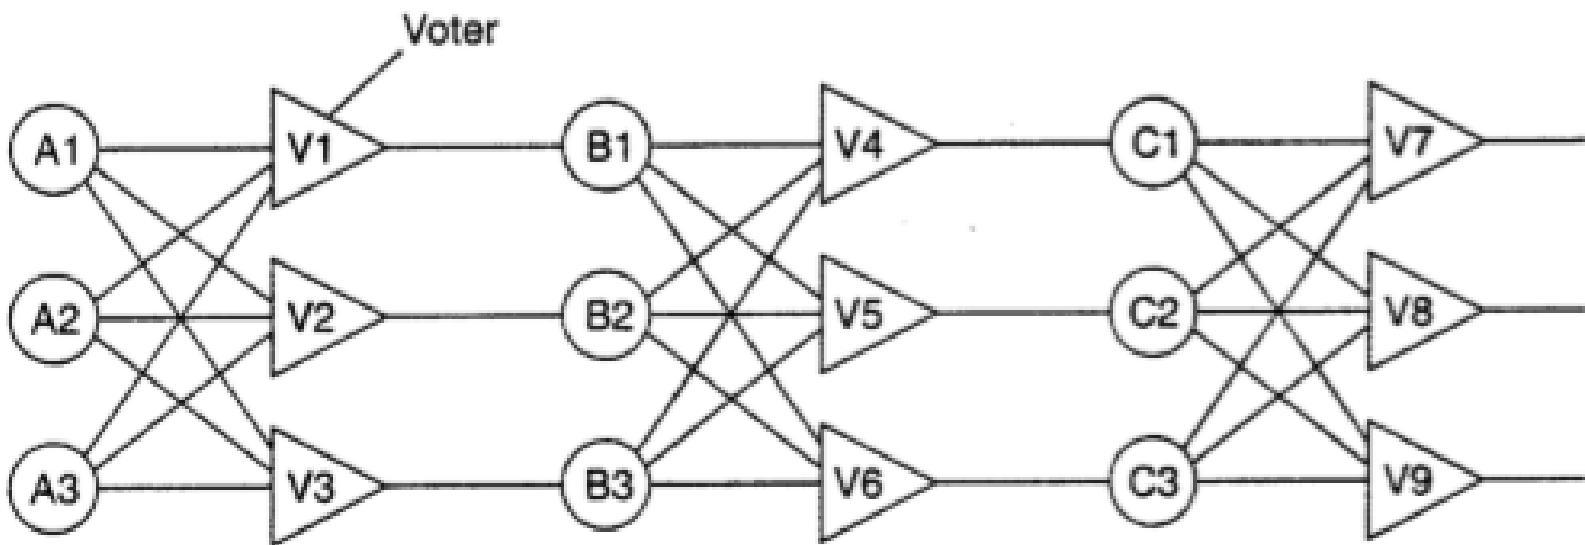 Voter
A1 V1 B1 V4 C1 V7
A2 V2 B2 V5 C2 V8
A3 V3 B3 V6 C3 V9